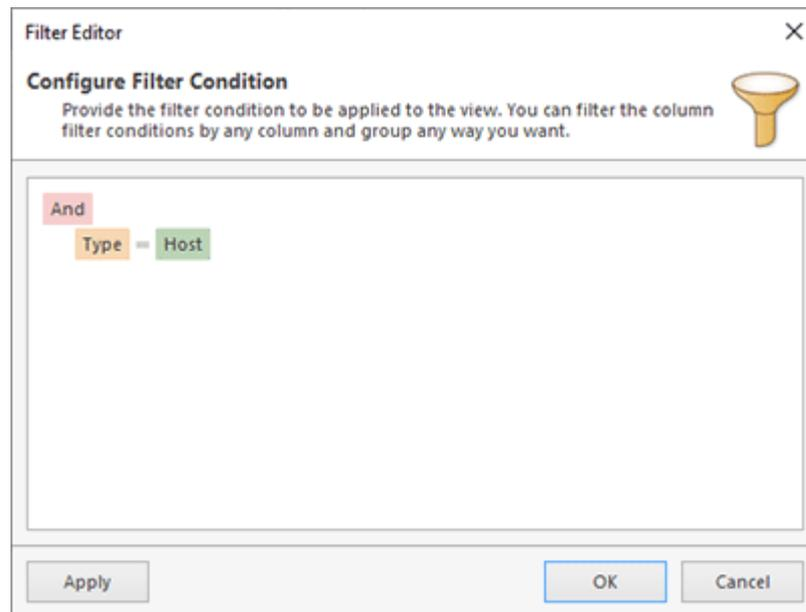 Filter Editor
Configure Filter Condition
Provide the filter condition to be applied to the view. You can filter the column
filter conditions by any column and group any way you want.
And
Type = Host
Apply OK Cancel